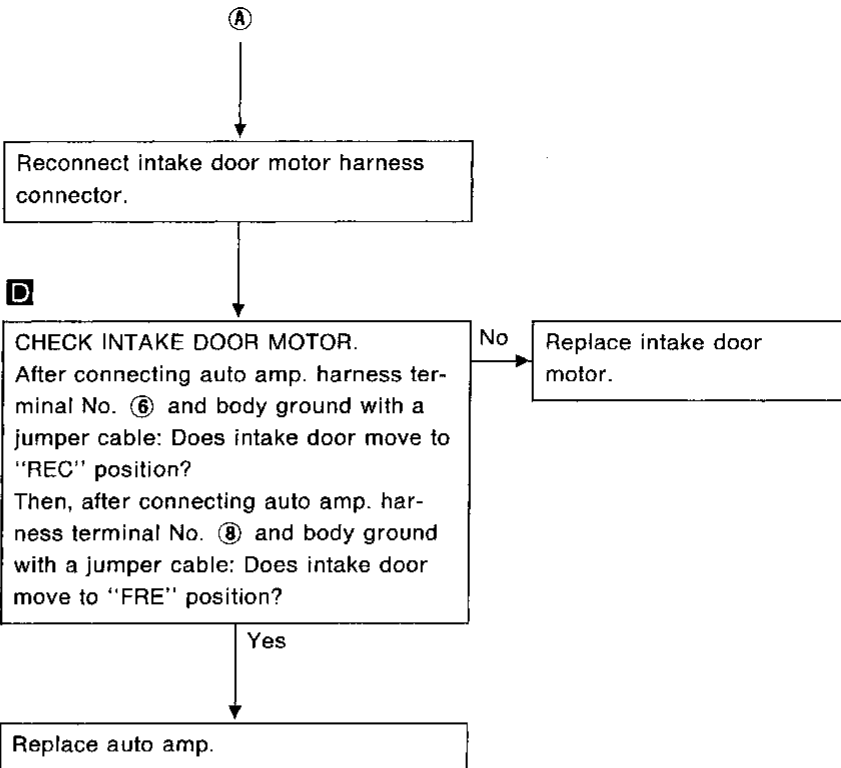 Ⓐ
Reconnect intake door motor harness
connector.
D
CHECK INTAKE DOOR MOTOR.
After connecting auto amp. harness ter-
minal No. ⑥ and body ground with a
jumper cable: Does intake door move to
"REC" position?
Then, after connecting auto amp. har-
ness terminal No. ⑧ and body ground
with a jumper cable: Does intake door
move to "FRE" position?
No
Replace intake door
motor.
Yes
Replace auto amp.